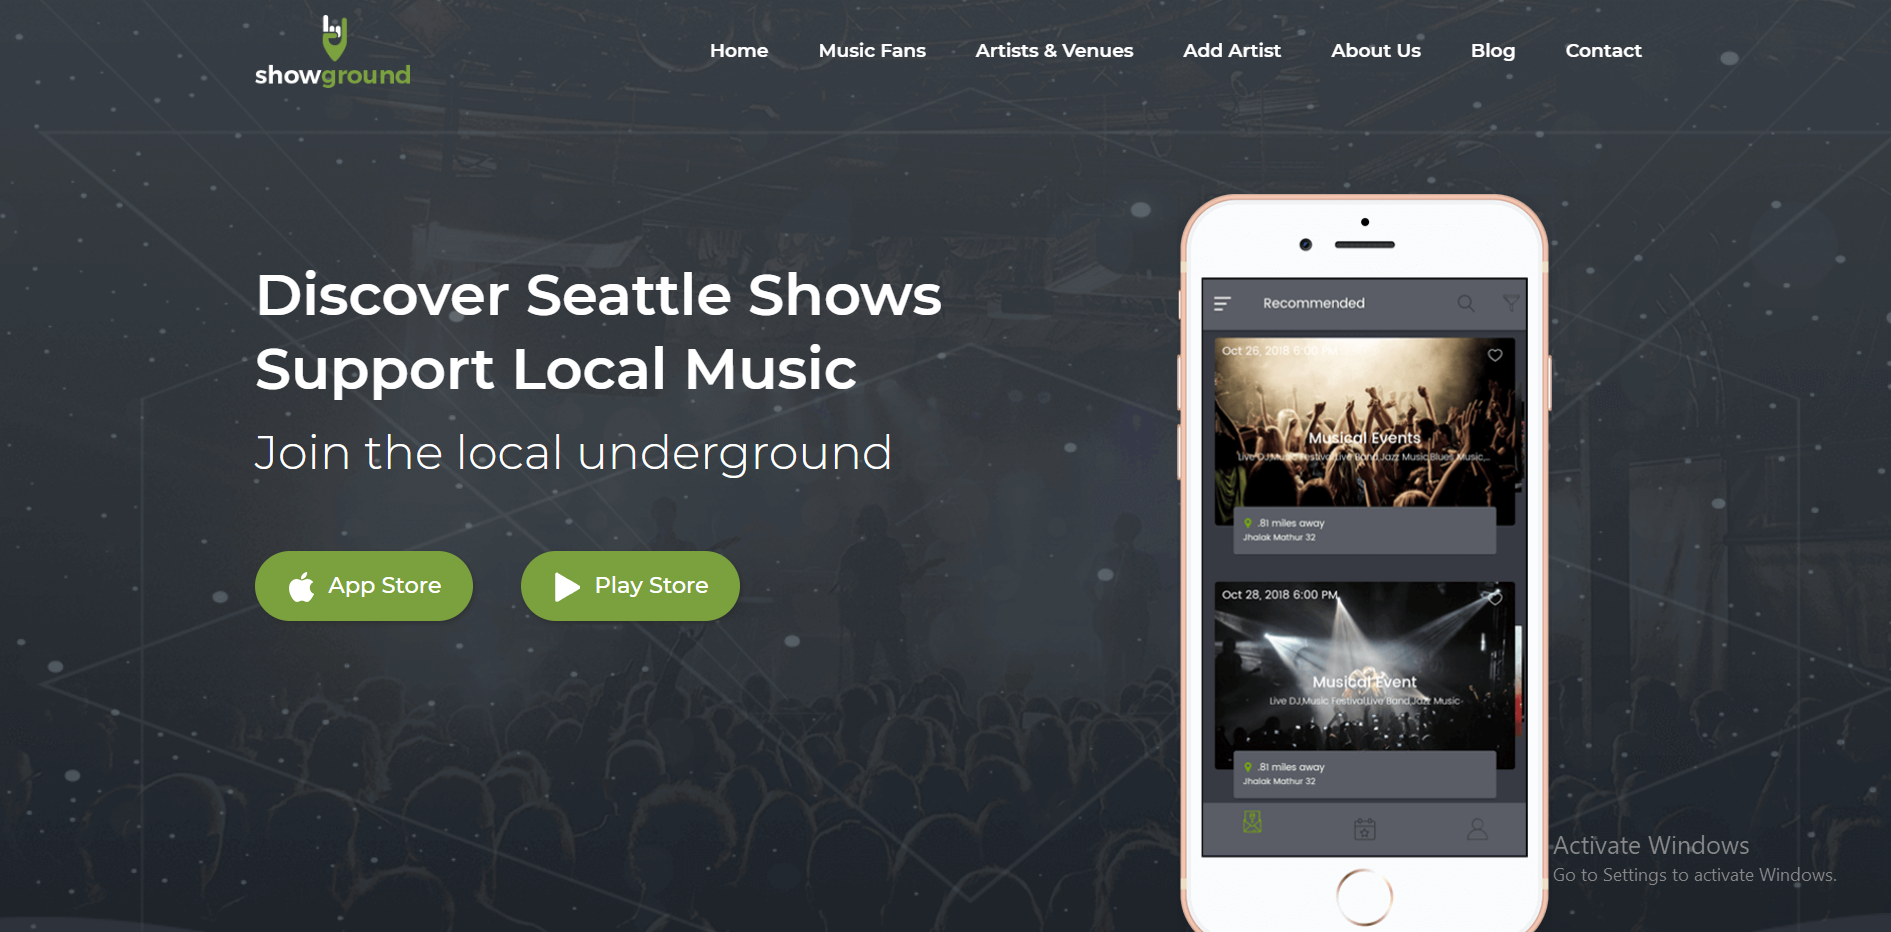 showground
Home
Music Fans
Artists & Venues
Add Artist
About Us
Blog
Contact
Discover Seattle Shows
Support Local Music
Join the local underground
App Store
Play Store
Recommended
Oct 26, 2018 6:00 PM
Musical Events
Live DJ,Music Festival,Live Band,Jazz Music,Blues Music,...
.81 miles away
Jhalak Mathur 32
Oct 28, 2018 6:00 PM
Musical Event
Live DJ,Music Festival,Live Band,Jazz Music
.81 miles away
Jhalak Mathur 32
Activate Windows
Go to Settings to activate Windows.